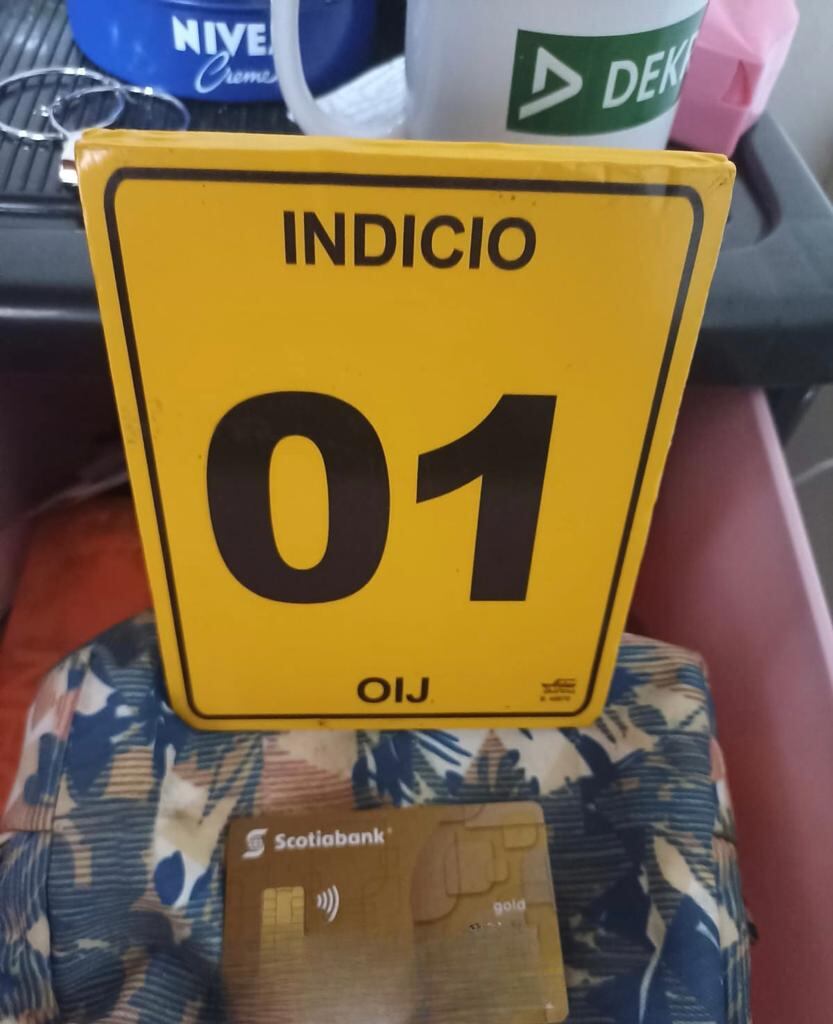 NIVEA
Creme
DEK
INDICIO
01
OIJ
Scotiabank
gold